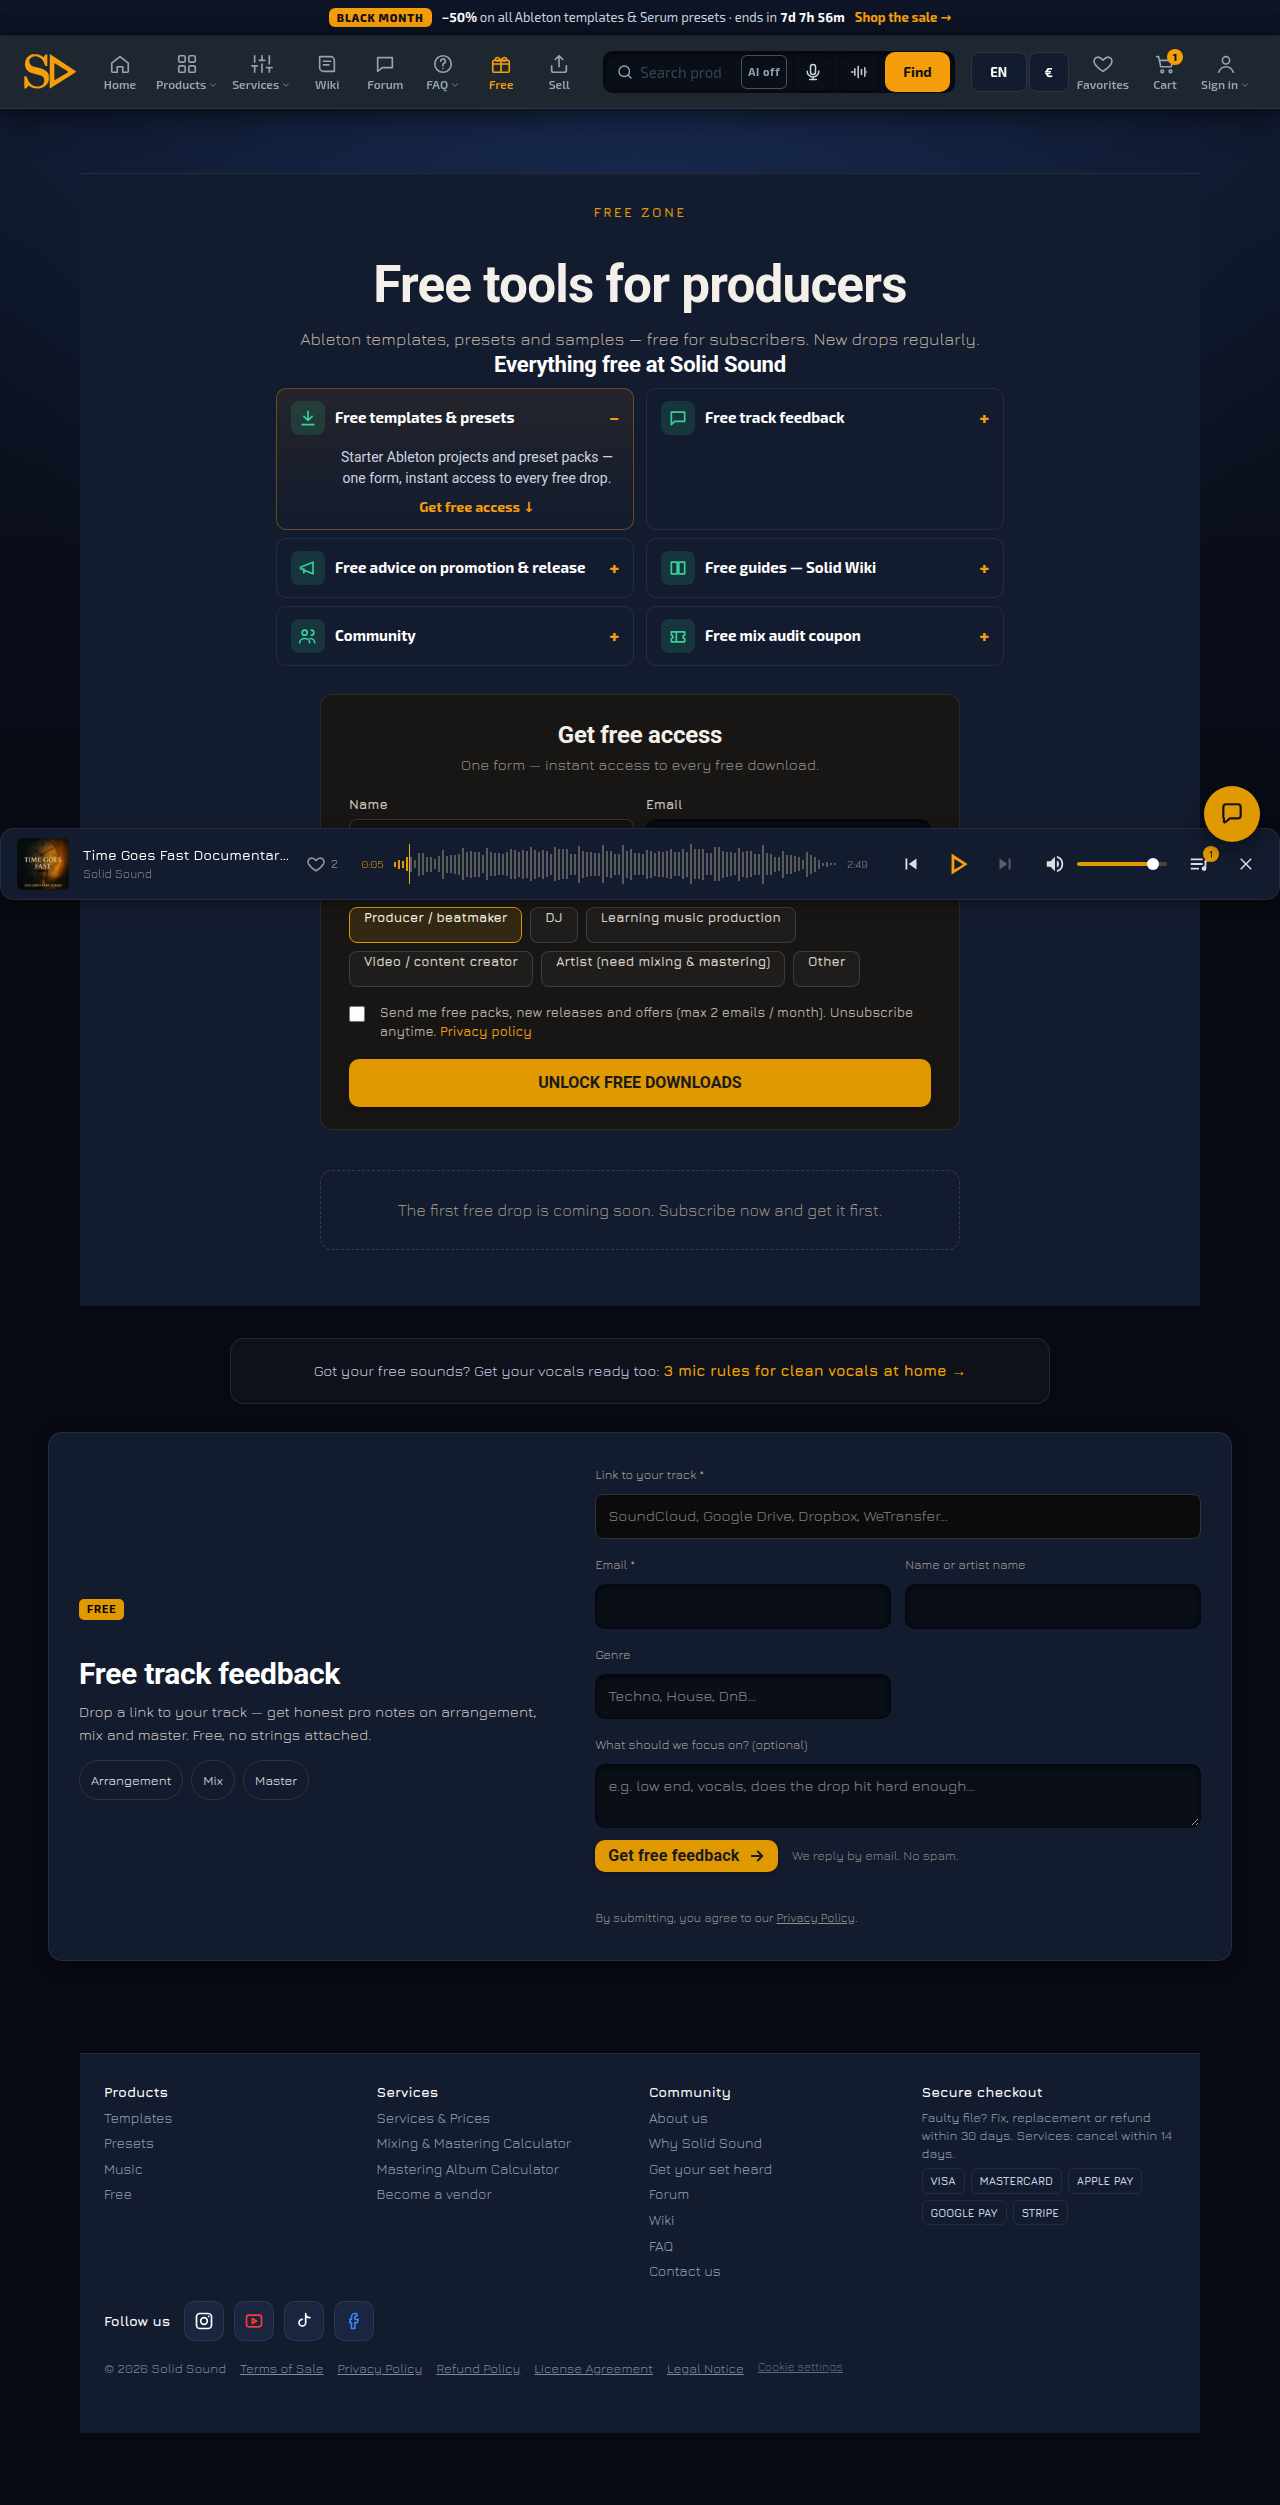 BLACK MONTH −50% on all Ableton templates & Serum presets · ends in 7d 7h 56m Shop the sale →
SD
Home
Products
Services
Wiki
Forum
FAQ
Free
Sell
Search prod
AI off
Find
EN
€
Favorites
1
Cart
Sign in
FREE ZONE
Free tools for producers
Ableton templates, presets and samples — free for subscribers. New drops regularly.
Everything free at Solid Sound
Free templates & presets −
Starter Ableton projects and preset packs —
one form, instant access to every free drop.
Get free access ↓
Free track feedback +
Free advice on promotion & release +
Free guides — Solid Wiki +
Community +
Free mix audit coupon +
Get free access
One form — instant access to every free download.
Name
Email
TIME GOES
FAST
Time Goes Fast Documentar...
Solid Sound
2
0:05
2:49
1
Producer / beatmaker
DJ
Learning music production
Video / content creator
Artist (need mixing & mastering)
Other
Send me free packs, new releases and offers (max 2 emails / month). Unsubscribe
anytime. Privacy policy
UNLOCK FREE DOWNLOADS
The first free drop is coming soon. Subscribe now and get it first.
Got your free sounds? Get your vocals ready too: 3 mic rules for clean vocals at home →
FREE
Free track feedback
Drop a link to your track — get honest pro notes on arrangement,
mix and master. Free, no strings attached.
Arrangement
Mix
Master
Link to your track *
SoundCloud, Google Drive, Dropbox, WeTransfer...
Email *
Name or artist name
Genre
Techno, House, DnB...
What should we focus on? (optional)
e.g. low end, vocals, does the drop hit hard enough...
Get free feedback →
We reply by email. No spam.
By submitting, you agree to our Privacy Policy.
Products
Templates
Presets
Music
Free
Services
Services & Prices
Mixing & Mastering Calculator
Mastering Album Calculator
Become a vendor
Community
About us
Why Solid Sound
Get your set heard
Forum
Wiki
FAQ
Contact us
Secure checkout
Faulty file? Fix, replacement or refund
within 30 days. Services: cancel within 14
days.
VISA
MASTERCARD
APPLE PAY
GOOGLE PAY
STRIPE
Follow us
© 2026 Solid Sound Terms of Sale Privacy Policy Refund Policy License Agreement Legal Notice Cookie settings